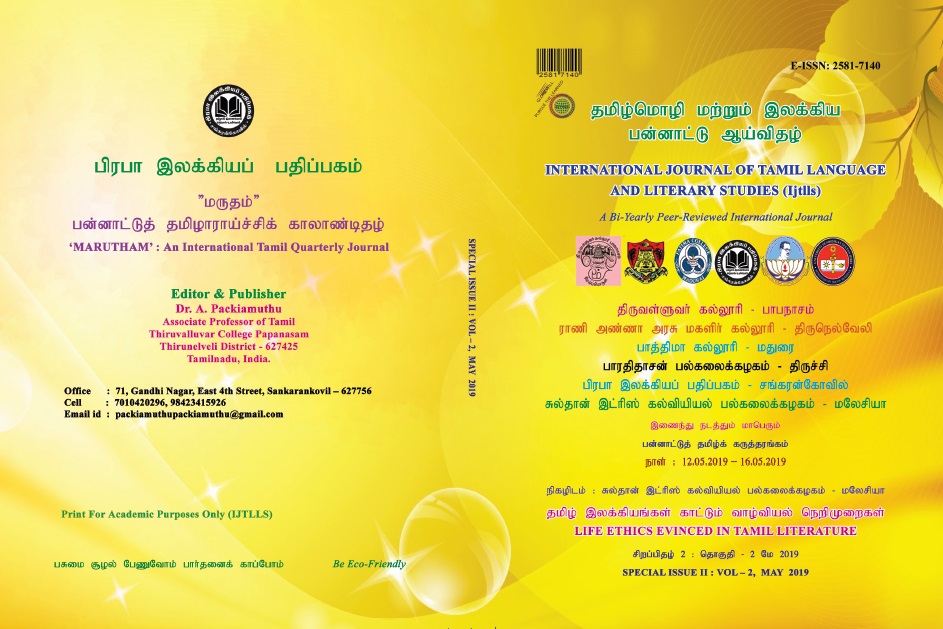 பிரபா இலக்கியப் பதிப்பகம்
"மருதம்"
பன்னாட்டுத் தமிழாராய்ச்சிக் காலாண்டிதழ்
‘MARUTHAM’ : An International Tamil Quarterly Journal
Editor & Publisher
Dr. A. Packiamuthu
Associate Professor of Tamil
Thiruvalluvar College Papanasam
Thirunelveli District - 627425
Tamilnadu, India.
Office : 71, Gandhi Nagar, East 4th Street, Sankarankovil – 627756
Cell : 7010420296, 98423415926
Email id : packiamuthupackiamuthu@gmail.com
Print For Academic Purposes Only (IJTLLS)
பசுமை சூழல் பேணுவோம் பார்தனைக் காப்போம்
Be Eco-Friendly
SPECIAL ISSUE II : VOL – 2, MAY 2019
2581 7140
E-ISSN: 2581-7140
தமிழ்மொழி மற்றும் இலக்கிய
பன்னாட்டு ஆய்விதழ்
INTERNATIONAL JOURNAL OF TAMIL LANGUAGE
AND LITERARY STUDIES (Ijtlls)
A Bi-Yearly Peer-Reviewed International Journal
திருவள்ளுவர் கல்லூரி - பாபநாசம்
ராணி அண்ணா அரசு மகளிர் கல்லூரி - திருநெல்வேலி
பாத்திமா கல்லூரி - மதுரை
பாரதிதாசன் பல்கலைக்கழகம் - திருச்சி
பிரபா இலக்கியப் பதிப்பகம் - சங்கரன்கோவில்
சுல்தான் இட்ரிஸ் கல்வியியல் பல்கலைக்கழகம் - மலேசியா
இணைந்து நடத்தும் மாபெரும்
பன்னாட்டுத் தமிழ்க் கருத்தரங்கம்
நாள் : 12.05.2019 – 16.05.2019
நிகழிடம் : சுல்தான் இட்ரிஸ் கல்வியியல் பல்கலைக்கழகம் - மலேசியா
தமிழ் இலக்கியங்கள் காட்டும் வாழ்வியல் நெறிமுறைகள்
LIFE ETHICS EVINCED IN TAMIL LITERATURE
சிறப்பிதழ் 2 : தொகுதி - 2 மே 2019
SPECIAL ISSUE II : VOL – 2, MAY 2019